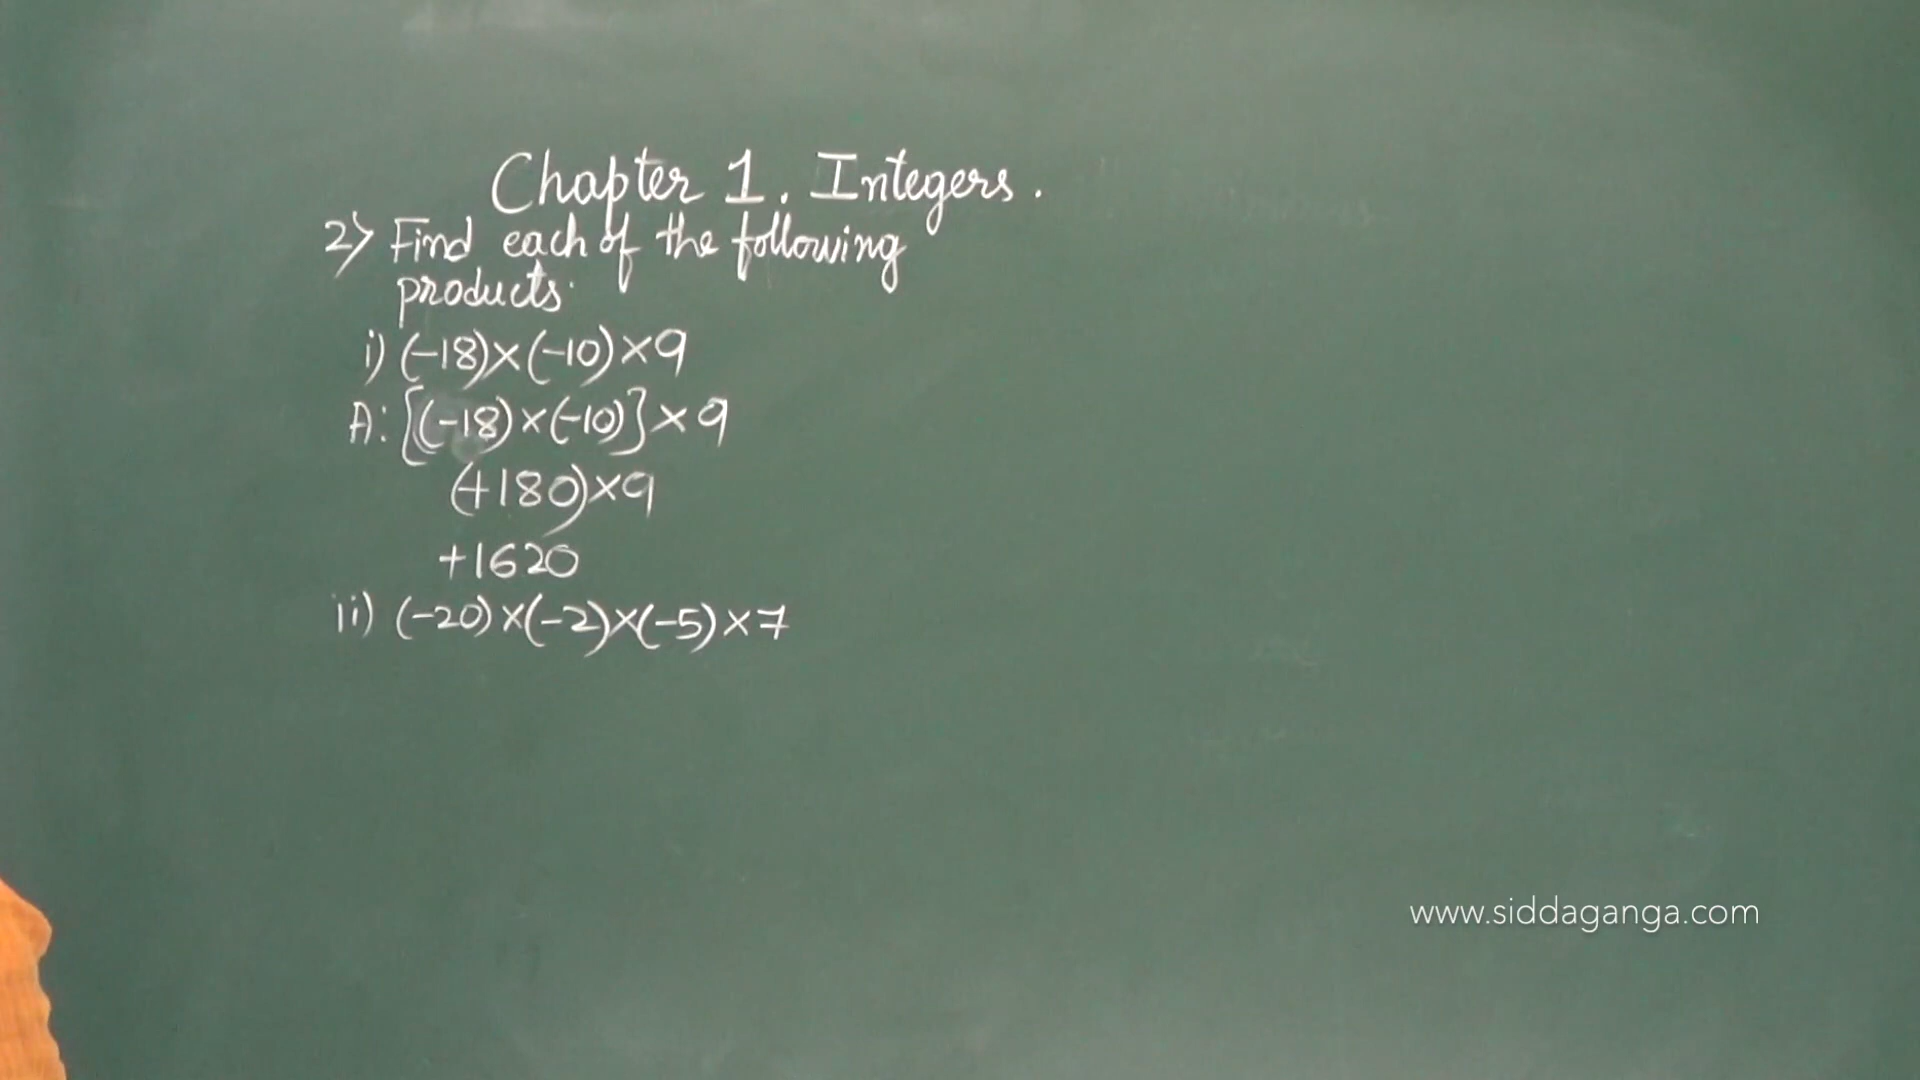 Chapter 1. Integers.
2) Find each of the following
products.
i) (-18)×(-10)×9
A: [(-18)×(-10)]×9
(+180)×9
+1620
ii) (-20)×(-2)×(-5)×7
www.siddaganga.com